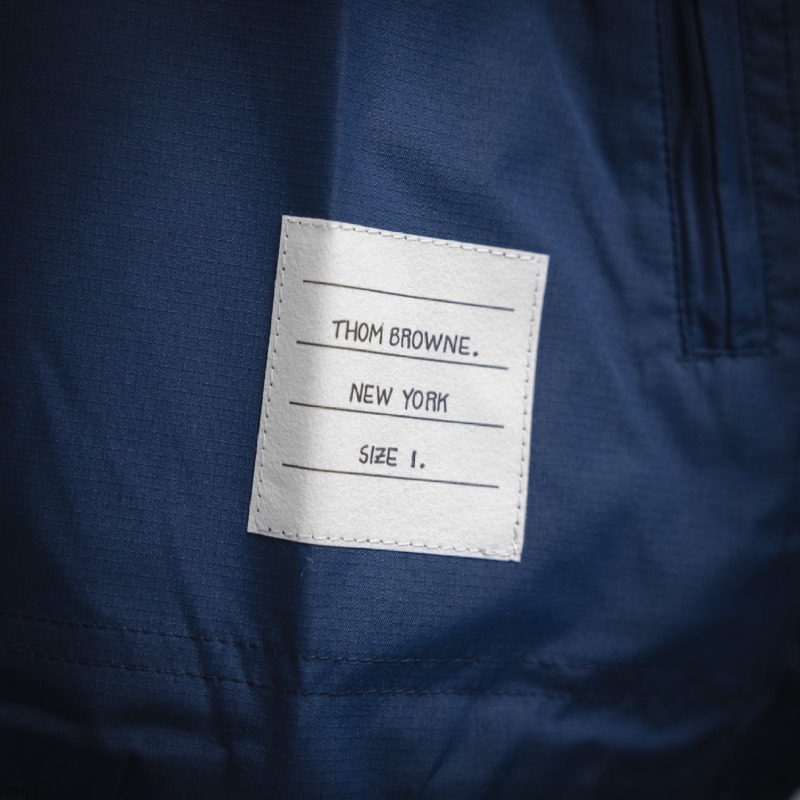 THOM BROWNE.
NEW YORK
SIZE 1.